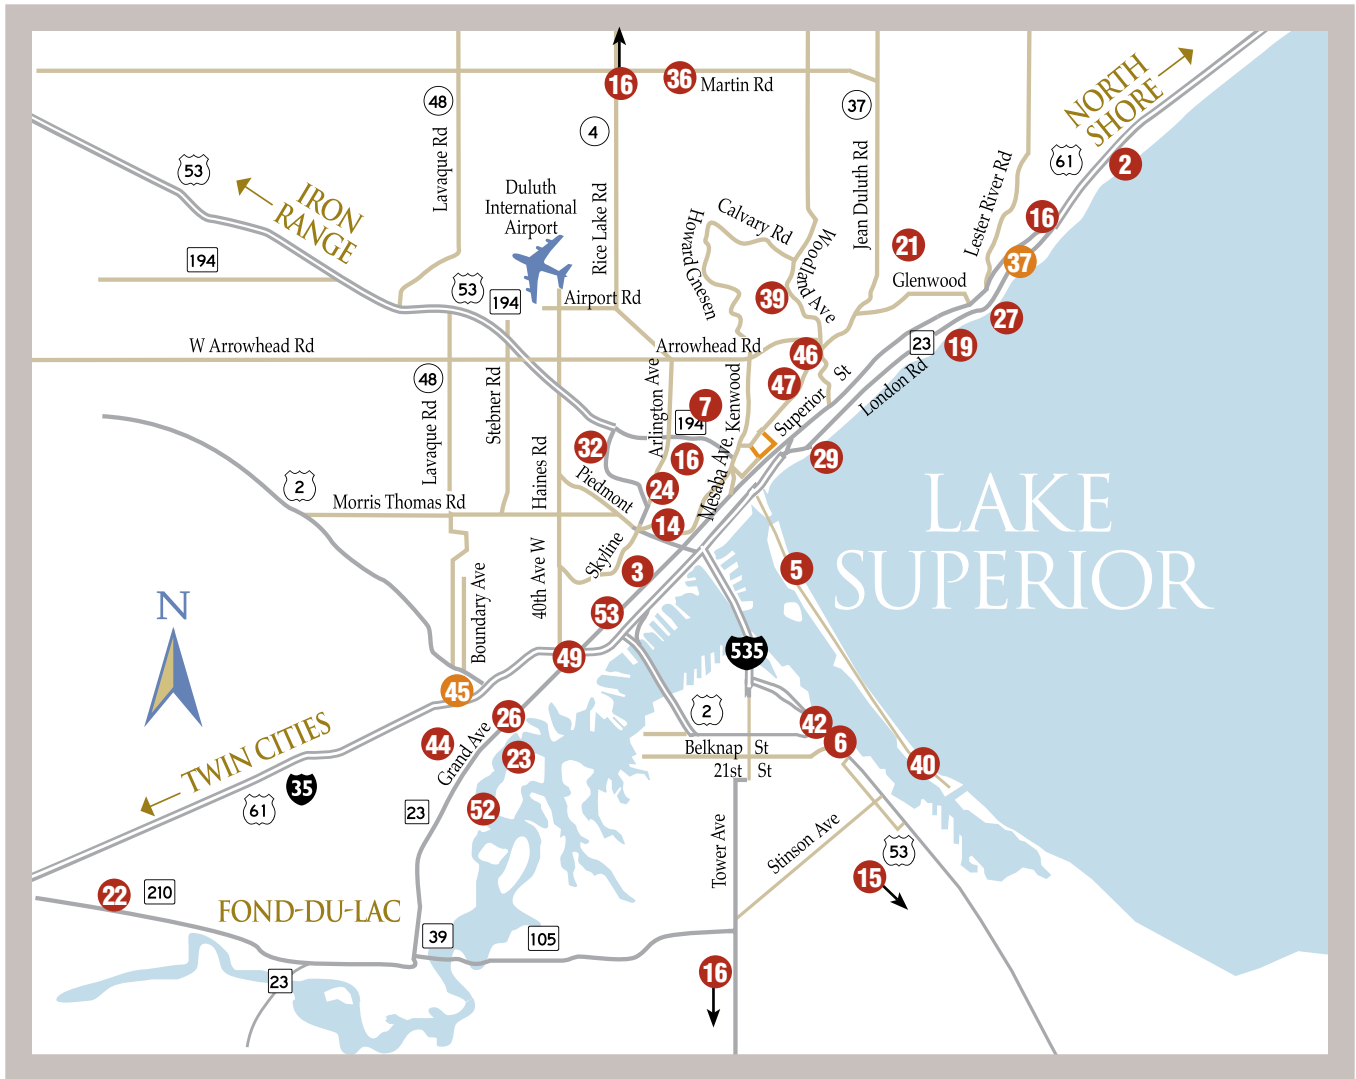 16
36
Martin Rd
48
37
4
NORTH
SHORE
61
2
53
Lavaque Rd
IRON
RANGE
Duluth
International
Airport
Rice Lake Rd
Howard Gnesen
Calvary Rd
Woodland Ave
Jean Duluth Rd
21
Lester River Rd
16
37
194
53
194
Airport Rd
39
Glenwood
27
W Arrowhead Rd
Arrowhead Rd
46
23
19
48
Lavaque Rd
Stebner Rd
Haines Rd
Arlington Ave
7
194
Kenwood
47
Superior St
London Rd
32
16
Mesaba Ave.
29
2
Morris Thomas Rd
Piedmont
24
14
LAKE
SUPERIOR
Skyline
3
5
N
Boundary Ave
40th Ave W
53
49
535
45
TWIN CITIES
35
61
44
Grand Ave
26
23
52
23
2
Belknap St
21st St
42
6
40
Tower Ave
Stinson Ave
53
15
22
210
FOND-DU-LAC
39
105
23
16